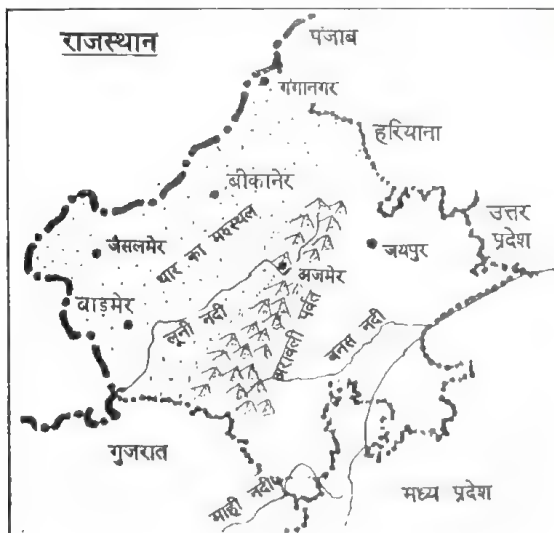 राजस्थान
पंजाब
गंगानगर
हरियाणा
बीकानेर
उत्तर
प्रदेश
थार का मरुस्थल
जैसलमेर
जयपुर
अजमेर
बाड़मेर
लूनी नदी
अरावली पर्वत
बनस नदी
गुजरात
माही नदी
मध्य प्रदेश